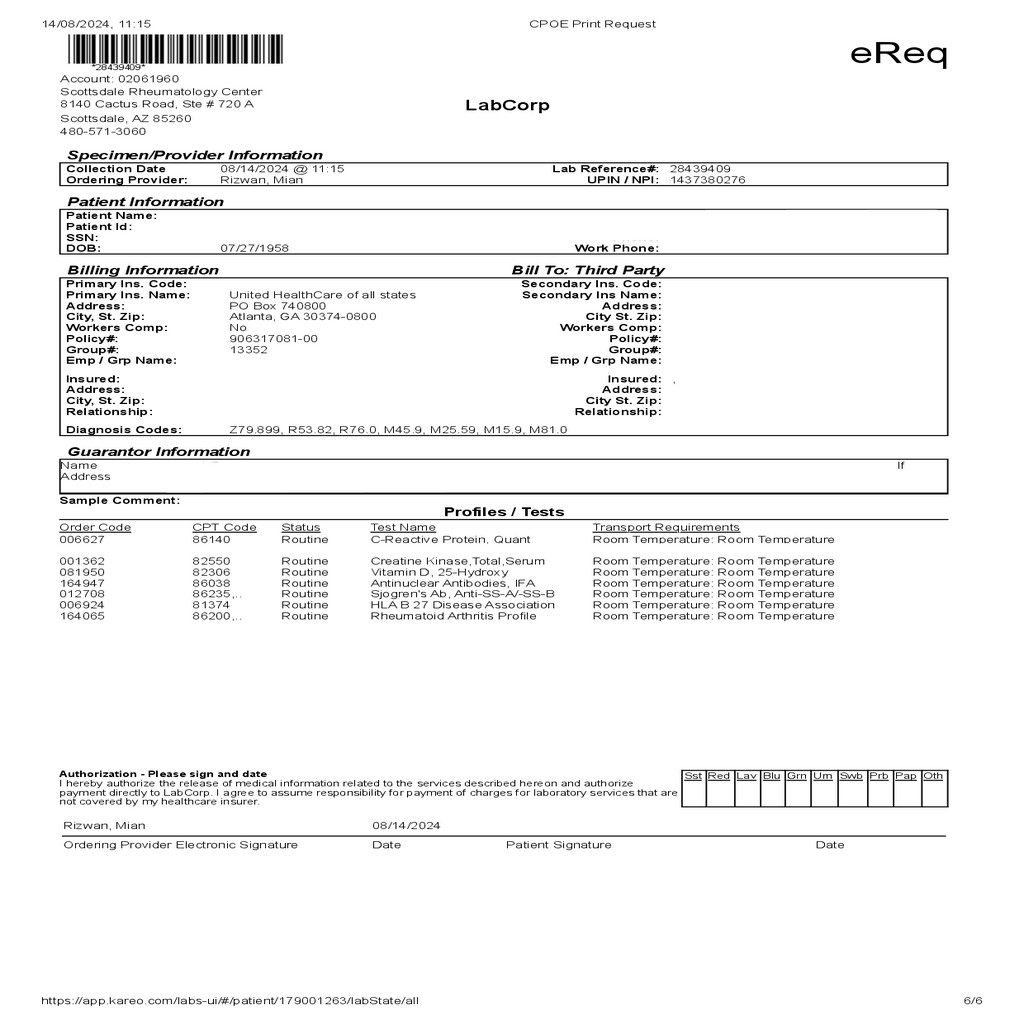 14/08/2024, 11:15 CPOE Print Request
*28439409*
eReq
Account: 02061960
Scottsdale Rheumatology Center
8140 Cactus Road, Ste # 720 A
LabCorp
Scottsdale, AZ 85260
480-571-3060
Specimen/Provider Information
Collection Date 08/14/2024 @ 11:15 Lab Reference#: 28439409
Ordering Provider: Rizwan, Mian UPIN / NPI: 1437380276
Patient Information
Patient Name:
Patient Id:
SSN:
DOB: 07/27/1958 Work Phone:
Billing Information Bill To: Third Party
Primary Ins. Code: Secondary Ins. Code:
Primary Ins. Name: United HealthCare of all states Secondary Ins Name:
Address: PO Box 740800 Address:
City, St. Zip: Atlanta, GA 30374-0800 City St. Zip:
Workers Comp: No Workers Comp:
Policy#: 906317081-00 Policy#:
Group#: 13352 Group#:
Emp / Grp Name: Emp / Grp Name:
Insured: Insured: ,
Address: Address:
City, St. Zip: City St. Zip:
Relationship: Relationship:
Diagnosis Codes: Z79.899, R53.82, R76.0, M45.9, M25.59, M15.9, M81.0
Guarantor Information
Name If
Address
Sample Comment:
Profiles / Tests
Order Code CPT Code Status Test Name Transport Requirements
006627 86140 Routine C-Reactive Protein, Quant Room Temperature: Room Temperature
001362 82550 Routine Creatine Kinase,Total,Serum Room Temperature: Room Temperature
081950 82306 Routine Vitamin D, 25-Hydroxy Room Temperature: Room Temperature
164947 86038 Routine Antinuclear Antibodies, IFA Room Temperature: Room Temperature
012708 86235,.. Routine Sjogren's Ab, Anti-SS-A/-SS-B Room Temperature: Room Temperature
006924 81374 Routine HLA B 27 Disease Association Room Temperature: Room Temperature
164065 86200,.. Routine Rheumatoid Arthritis Profile Room Temperature: Room Temperature
Authorization - Please sign and date
I hereby authorize the release of medical information related to the services described hereon and authorize
payment directly to LabCorp. I agree to assume responsibility for payment of charges for laboratory services that are
not covered by my healthcare insurer.
Sst Red Lav Blu Grn Urn Swb Prb Pap Oth
Rizwan, Mian 08/14/2024
Ordering Provider Electronic Signature Date Patient Signature Date
https://app.kareo.com/labs-ui/#/patient/179001263/labState/all 6/6